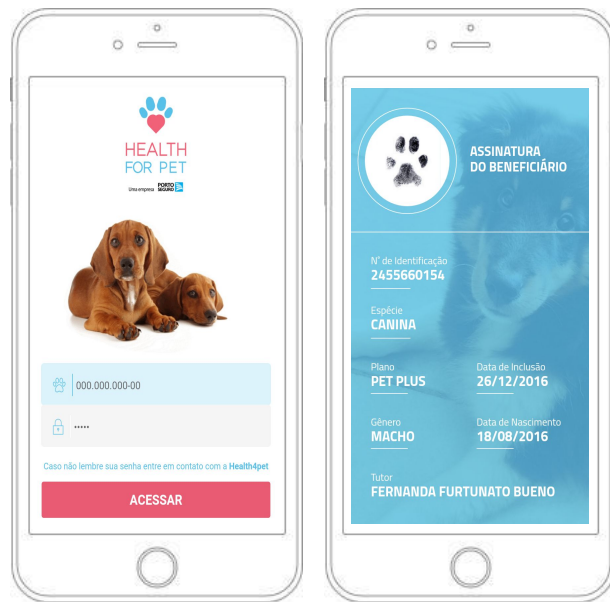 HEALTH
FOR PET
Uma empresa PORTO SEGURO
000.000.000-00
•••••
Caso não lembre sua senha entre em contato com a Health4pet
ACESSAR
ASSINATURA
DO BENEFICIÁRIO
N° de Identificação
2455660154
Espécie
CANINA
Plano
PET PLUS
Data de Inclusão
26/12/2016
Gênero
MACHO
Data de Nascimento
18/08/2016
Tutor
FERNANDA FURTUNATO BUENO